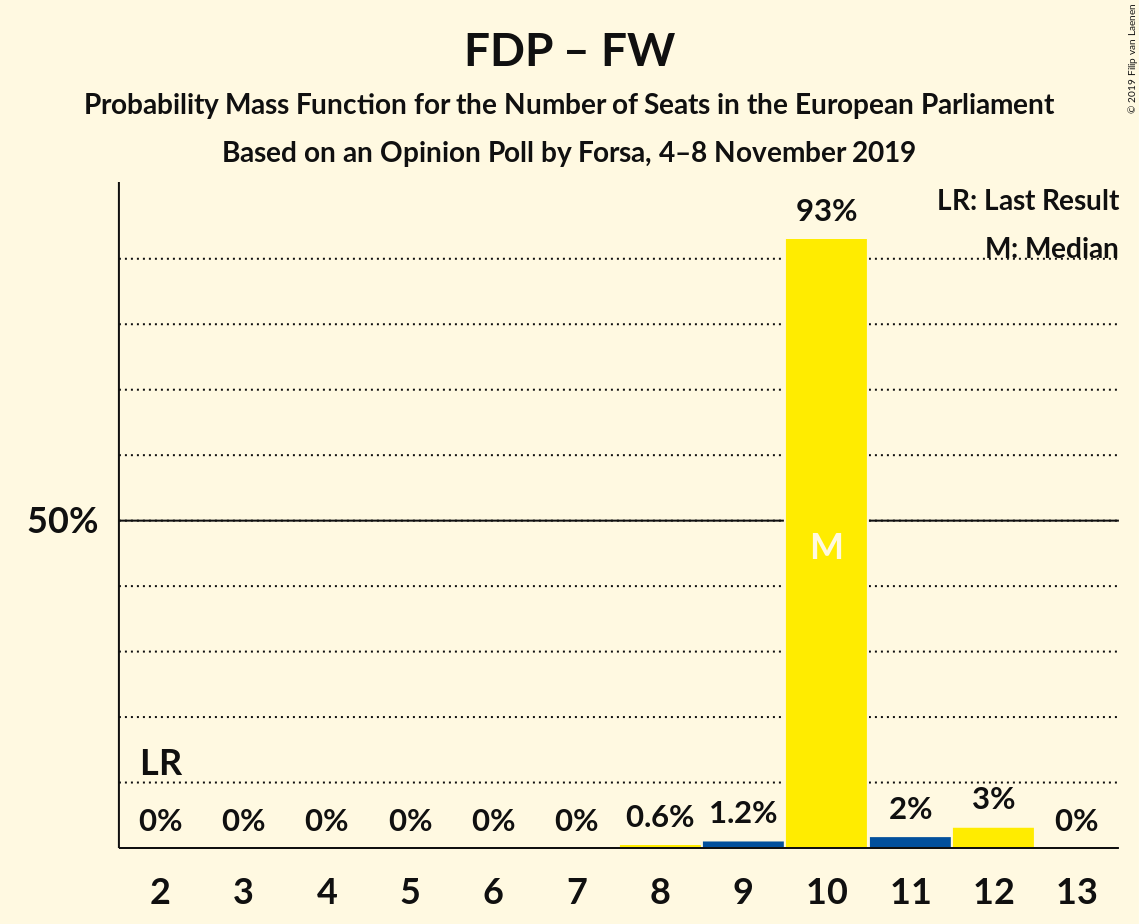 FDP – FW
Probability Mass Function for the Number of Seats in the European Parliament
Based on an Opinion Poll by Forsa, 4–8 November 2019
© 2019 Filip van Laenen
LR: Last Result
M: Median
93%
50%
M
LR
0% 0% 0% 0% 0% 0% 0.6% 1.2% 2% 3% 0%
2 3 4 5 6 7 8 9 10 11 12 13